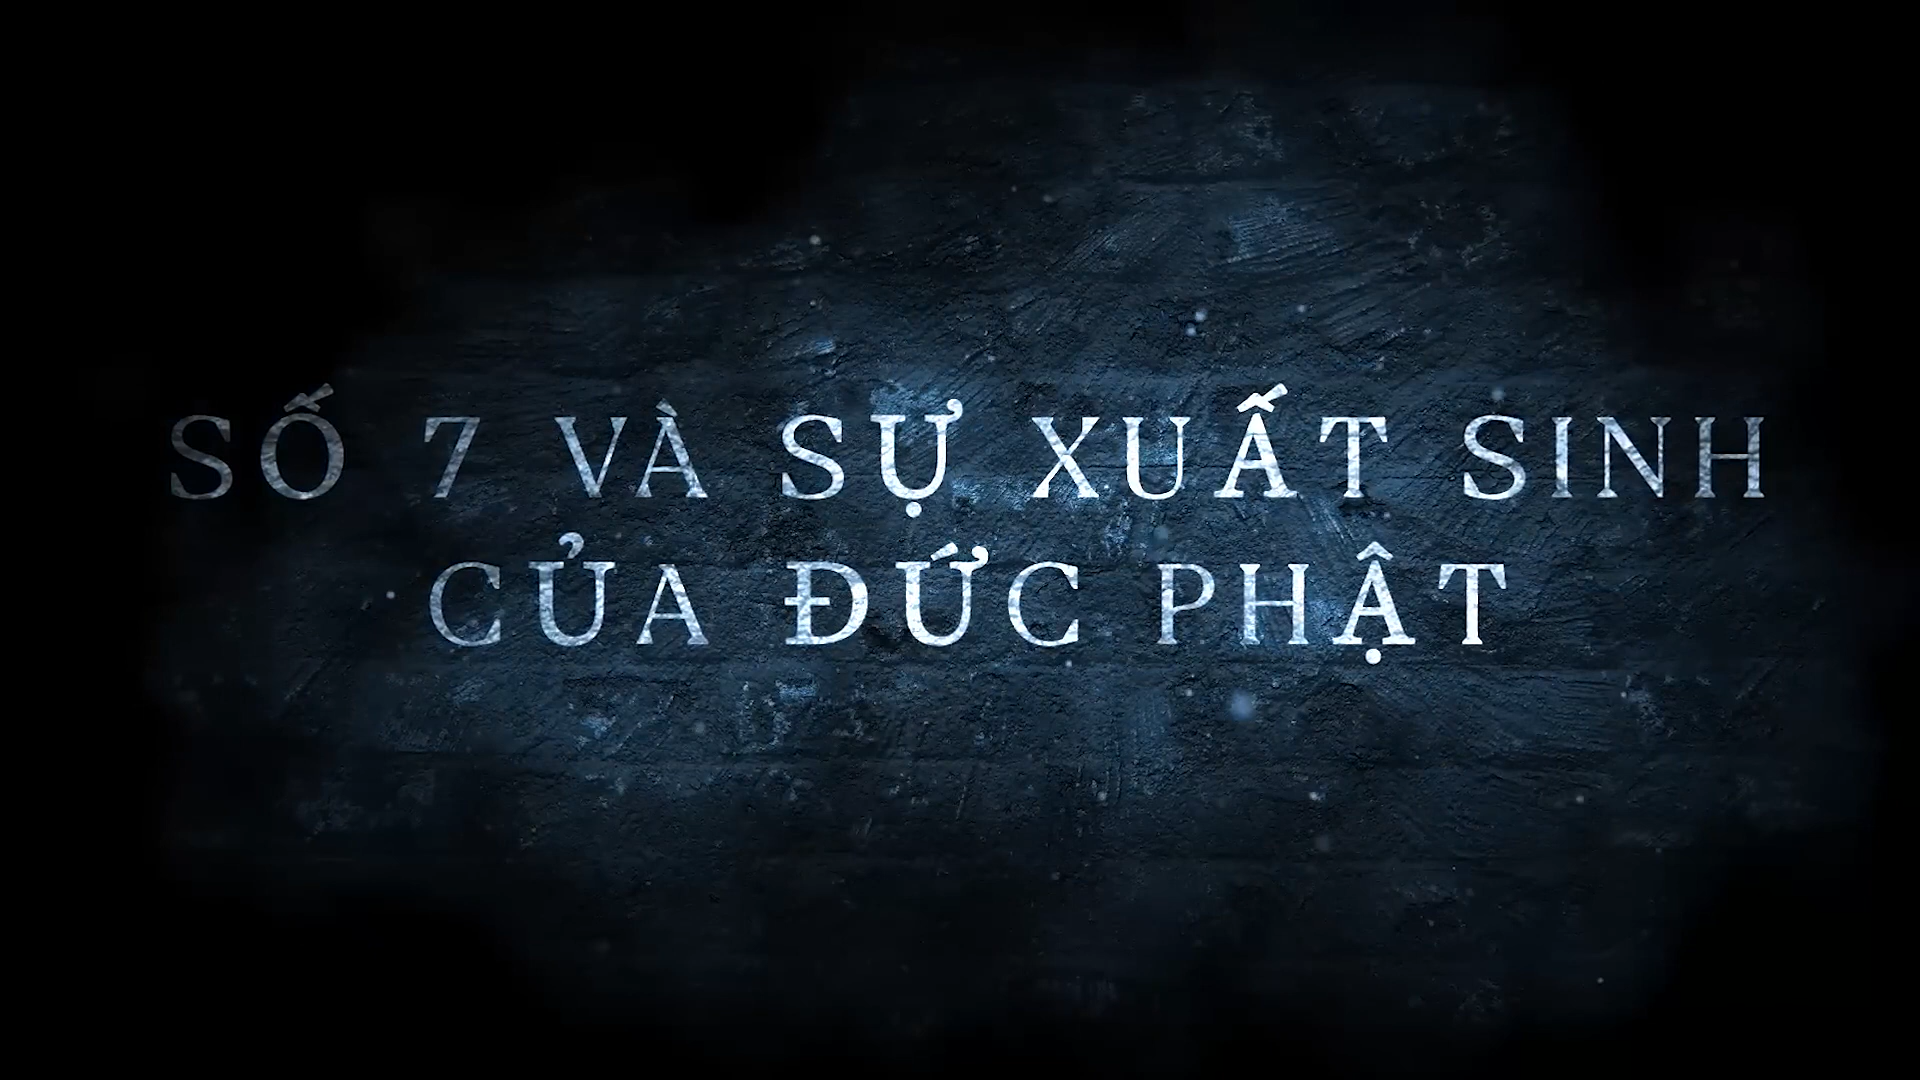 SỐ 7 VÀ SỰ XUẤT SINH
CỦA ĐỨC PHẬT